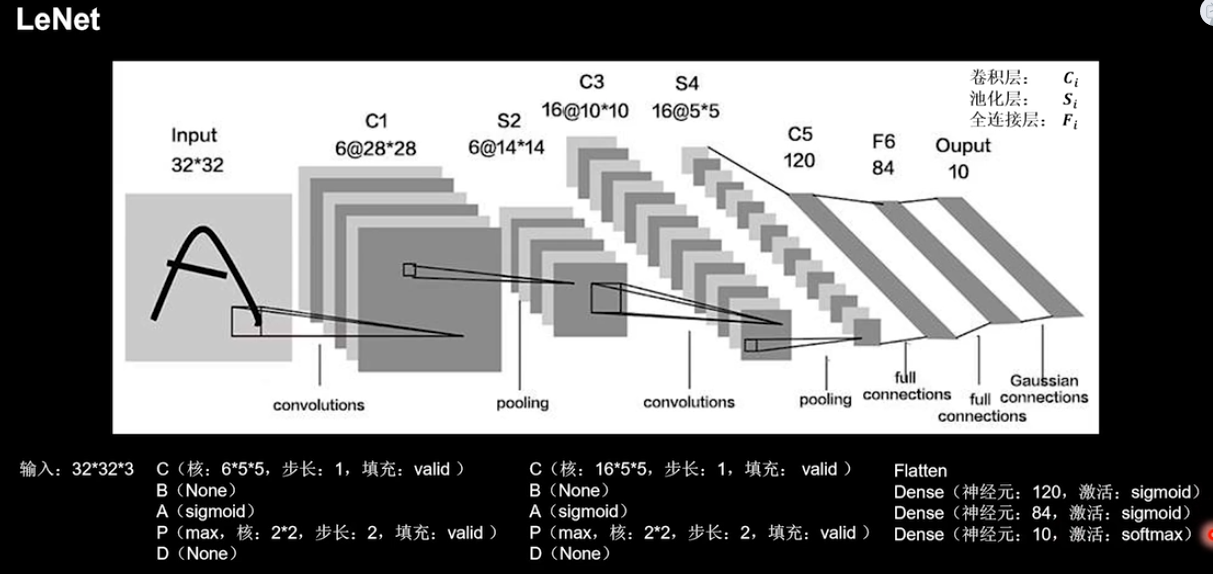 LeNet
卷积层: Cᵢ
池化层: Sᵢ
全连接层: Fᵢ
Input
32*32
C1
6@28*28
S2
6@14*14
C3
16@10*10
S4
16@5*5
C5
120
F6
84
Ouput
10
convolutions
pooling
convolutions
pooling
full
connections
full
connections
Gaussian
connections
输入：32*32*3
C（核：6*5*5，步长：1，填充：valid ）
B（None）
A（sigmoid）
P（max，核：2*2，步长：2，填充：valid ）
D（None）
C（核：16*5*5，步长：1，填充： valid ）
B（None）
A（sigmoid）
P（max，核：2*2，步长：2，填充：valid ）
D（None）
Flatten
Dense（神经元：120，激活：sigmoid）
Dense（神经元：84，激活：sigmoid）
Dense（神经元：10，激活：softmax）